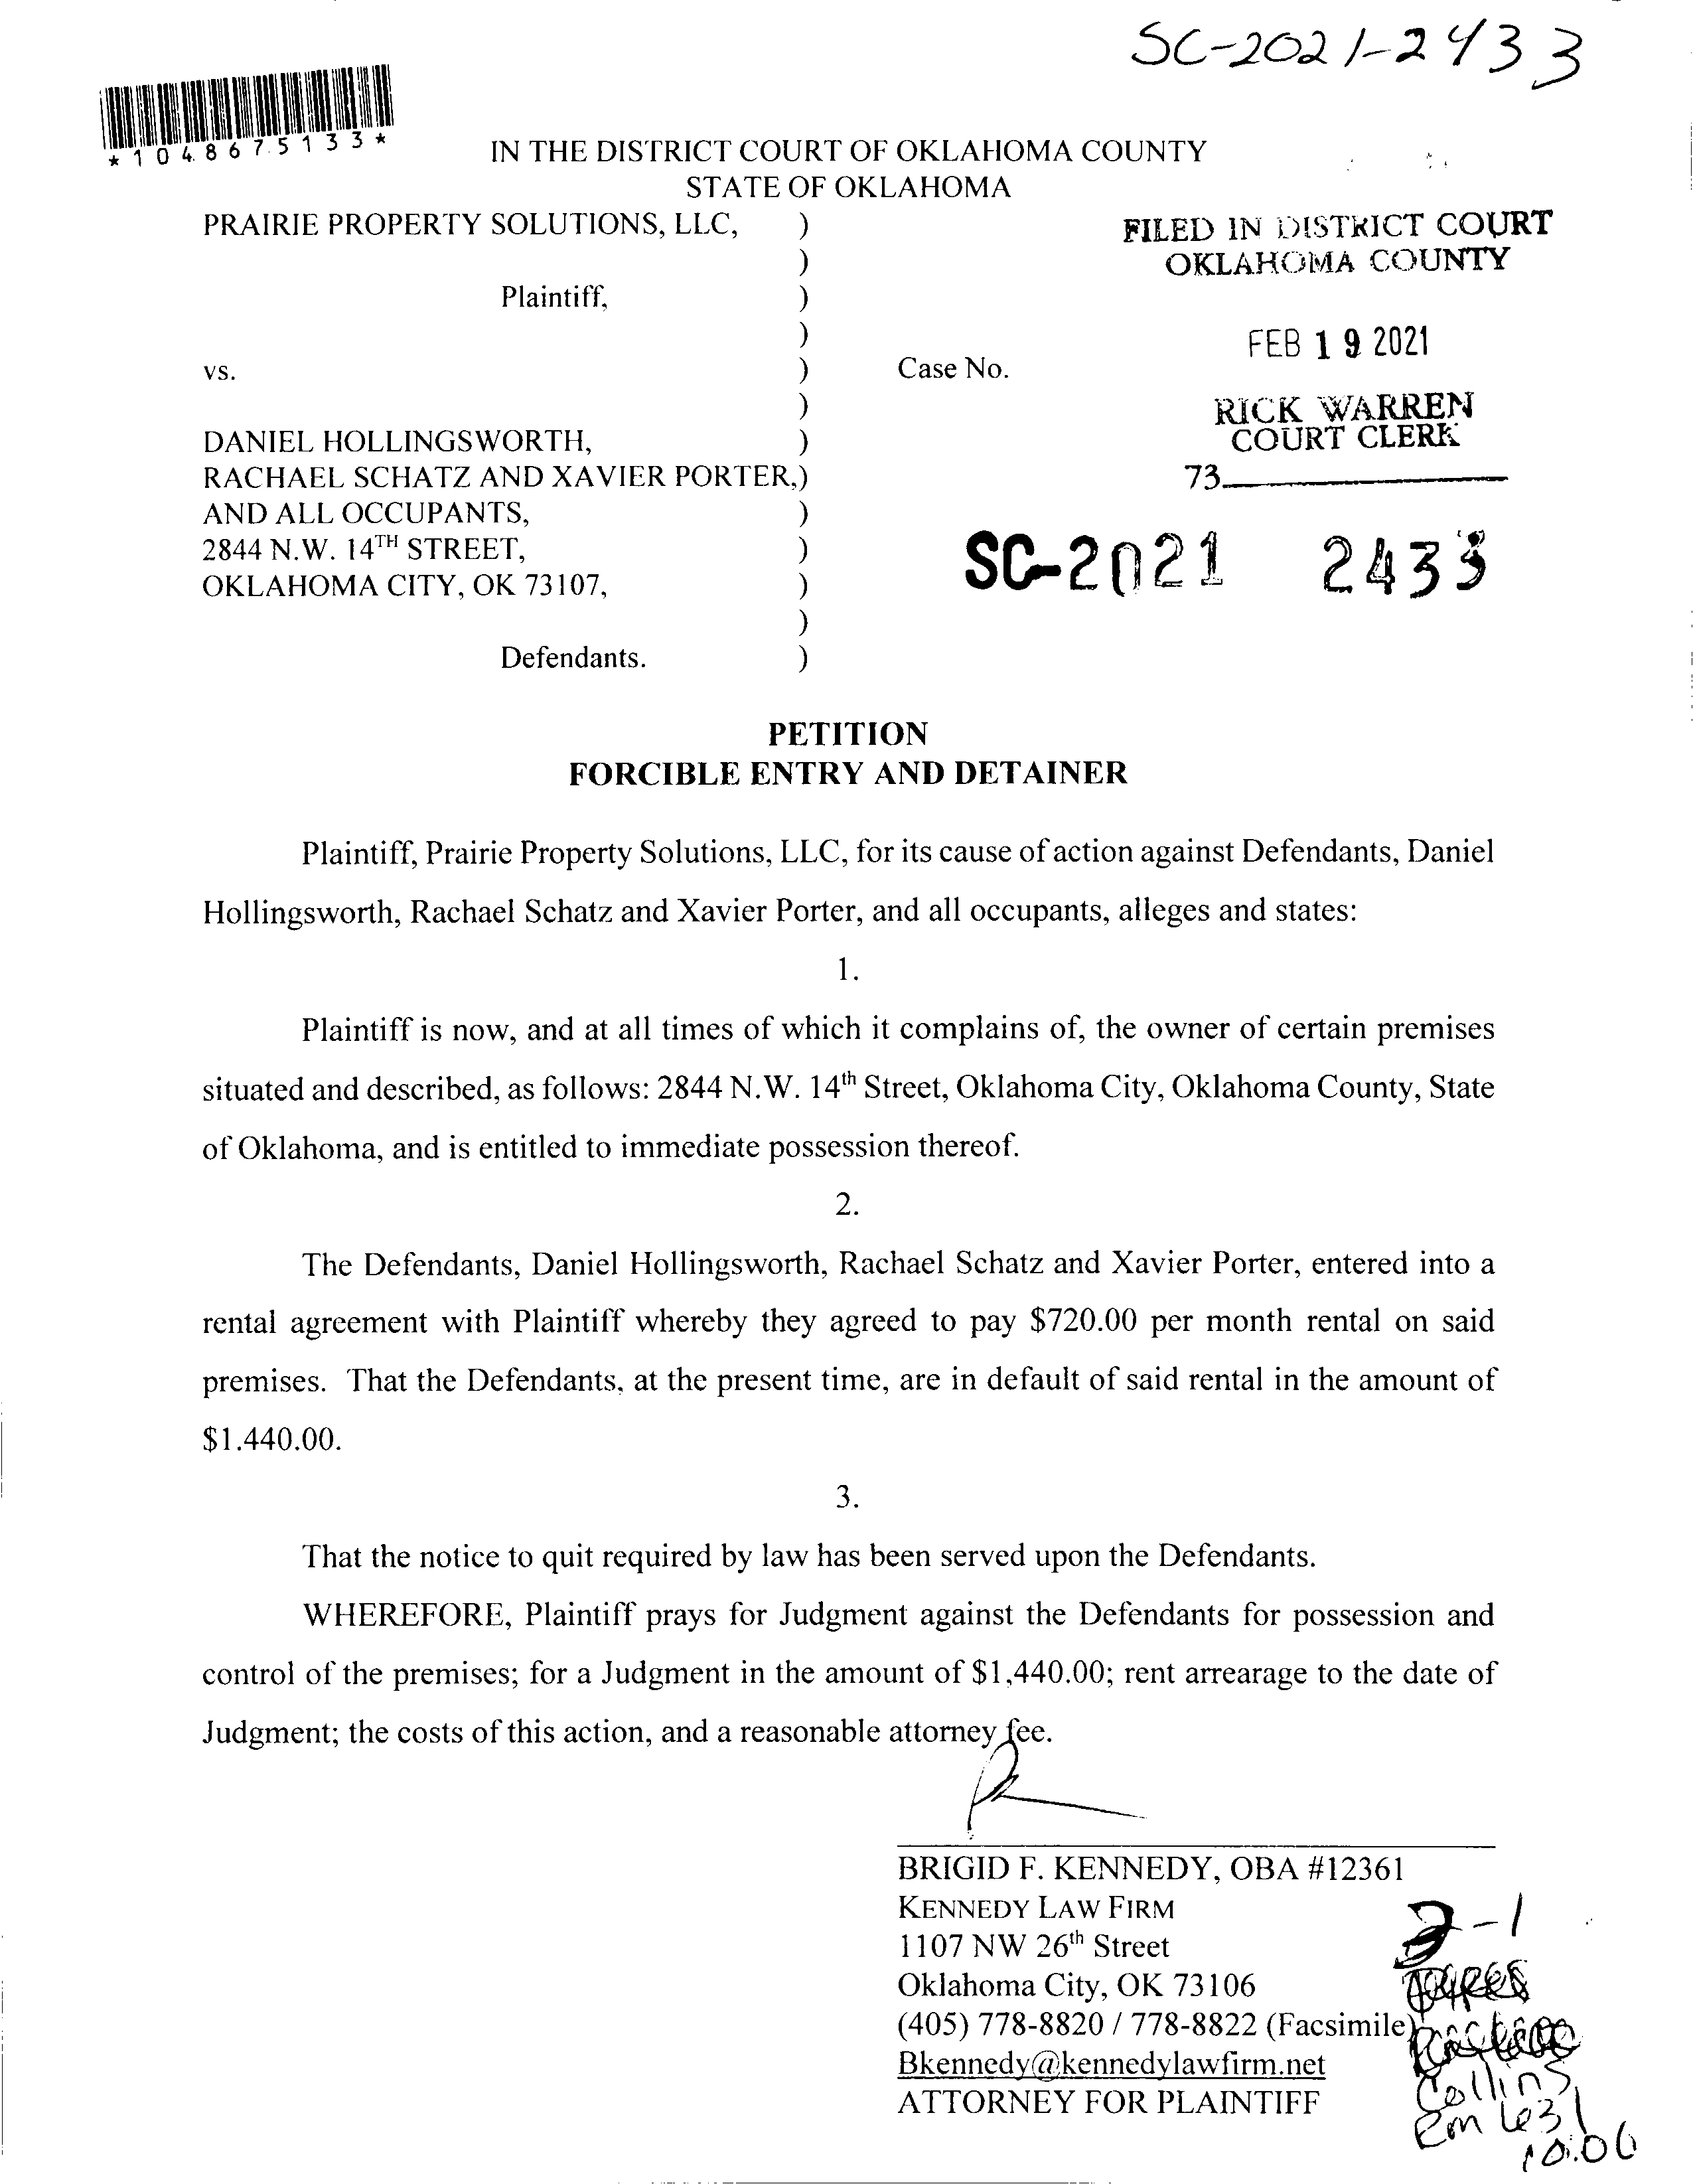 SC-2021-2433
*1048675133*
IN THE DISTRICT COURT OF OKLAHOMA COUNTY
STATE OF OKLAHOMA
PRAIRIE PROPERTY SOLUTIONS, LLC, )
FILED IN DISTRICT COURT
OKLAHOMA COUNTY
)
Plaintiff, )
)
FEB 19 2021
vs. ) Case No.
)
RICK WARREN
COURT CLERK
DANIEL HOLLINGSWORTH, )
RACHAEL SCHATZ AND XAVIER PORTER,)
73
AND ALL OCCUPANTS, )
2844 N.W. 14TH STREET, )
SC-2021 2433
OKLAHOMA CITY, OK 73107, )
)
Defendants. )
PETITION
FORCIBLE ENTRY AND DETAINER
Plaintiff, Prairie Property Solutions, LLC, for its cause of action against Defendants, Daniel
Hollingsworth, Rachael Schatz and Xavier Porter, and all occupants, alleges and states:
1.
Plaintiff is now, and at all times of which it complains of, the owner of certain premises
situated and described, as follows: 2844 N.W. 14th Street, Oklahoma City, Oklahoma County, State
of Oklahoma, and is entitled to immediate possession thereof.
2.
The Defendants, Daniel Hollingsworth, Rachael Schatz and Xavier Porter, entered into a
rental agreement with Plaintiff whereby they agreed to pay $720.00 per month rental on said
premises. That the Defendants, at the present time, are in default of said rental in the amount of
$1.440.00.
3.
That the notice to quit required by law has been served upon the Defendants.
WHEREFORE, Plaintiff prays for Judgment against the Defendants for possession and
control of the premises; for a Judgment in the amount of $1,440.00; rent arrearage to the date of
Judgment; the costs of this action, and a reasonable attorney fee.
BRIGID F. KENNEDY, OBA #12361
KENNEDY LAW FIRM
1107 NW 26th Street
Oklahoma City, OK 73106
(405) 778-8820 / 778-8822 (Facsimile)
Bkennedy@kennedylawfirm.net
ATTORNEY FOR PLAINTIFF
3-1
Collins
Rm 631
10:00